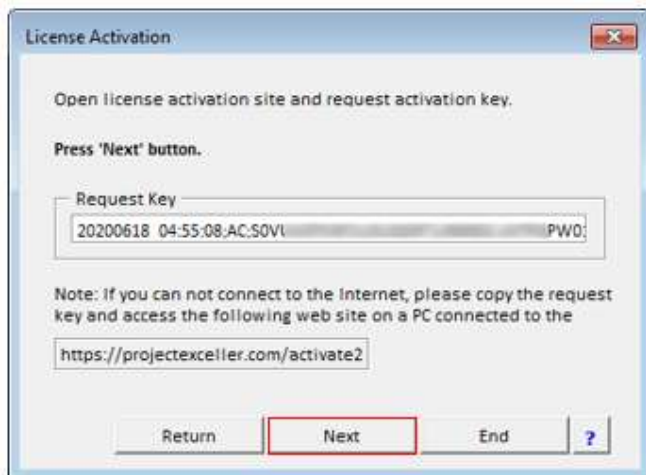 License Activation
Open license activation site and request activation key.
Press 'Next' button.
Request Key
20200618 04:55:08;AC;S0VU PW0
Note: If you can not connect to the Internet, please copy the request
key and access the following web site on a PC connected to the
https://projectexceller.com/activate2
Return Next End ?